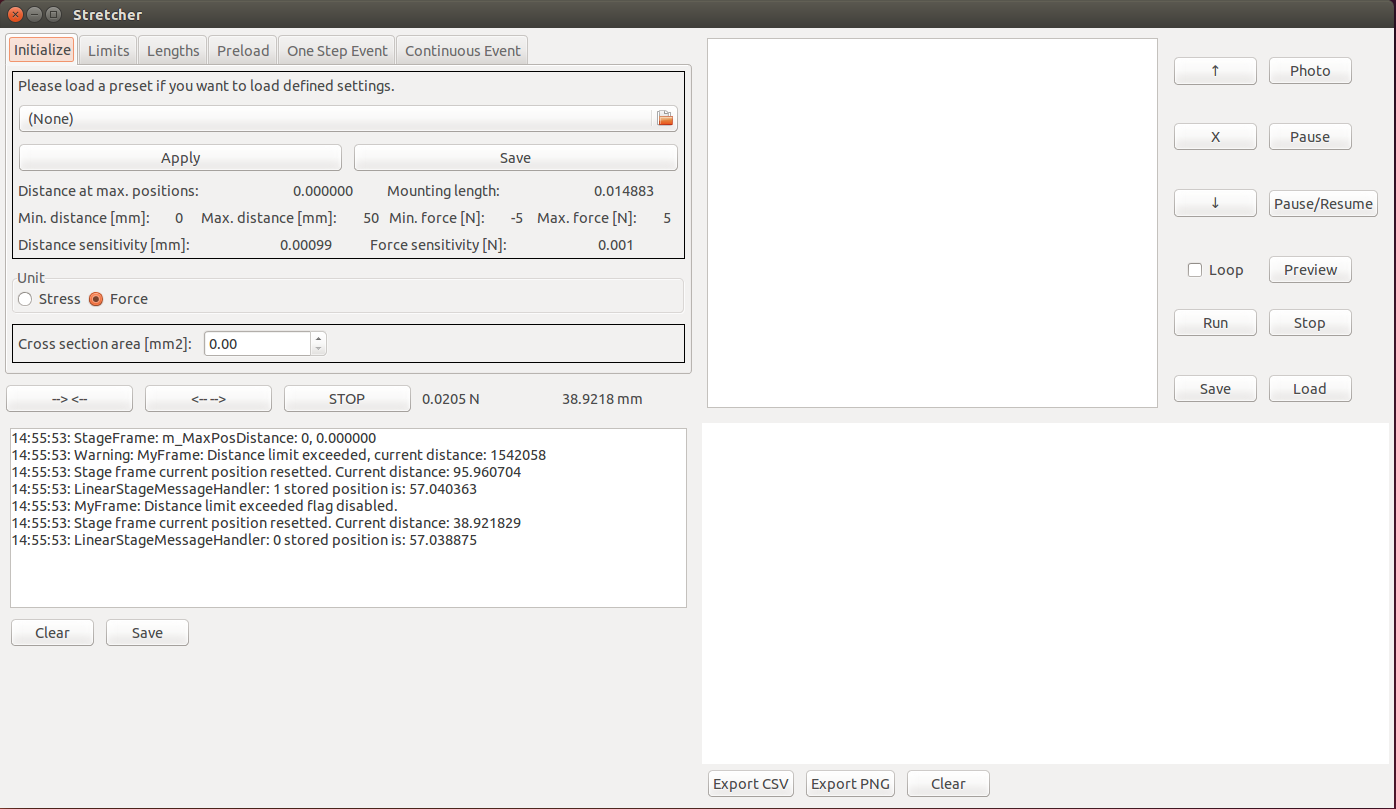 Stretcher
Initialize Limits Lengths Preload One Step Event Continuous Event
Please load a preset if you want to load defined settings.
(None)
Apply Save
Distance at max. positions: 0.000000 Mounting length: 0.014883
Min. distance [mm]: 0 Max. distance [mm]: 50 Min. force [N]: -5 Max. force [N]: 5
Distance sensitivity [mm]: 0.00099 Force sensitivity [N]: 0.001
Unit
Stress Force
Cross section area [mm2]: 0.00
--> <-- <-- --> STOP 0.0205 N 38.9218 mm
14:55:53: StageFrame: m_MaxPosDistance: 0, 0.000000
14:55:53: Warning: MyFrame: Distance limit exceeded, current distance: 1542058
14:55:53: Stage frame current position resetted. Current distance: 95.960704
14:55:53: LinearStageMessageHandler: 1 stored position is: 57.040363
14:55:53: MyFrame: Distance limit exceeded flag disabled.
14:55:53: Stage frame current position resetted. Current distance: 38.921829
14:55:53: LinearStageMessageHandler: 0 stored position is: 57.038875
Clear Save
↑ Photo
X Pause
↓ Pause/Resume
Loop Preview
Run Stop
Save Load
Export CSV Export PNG Clear